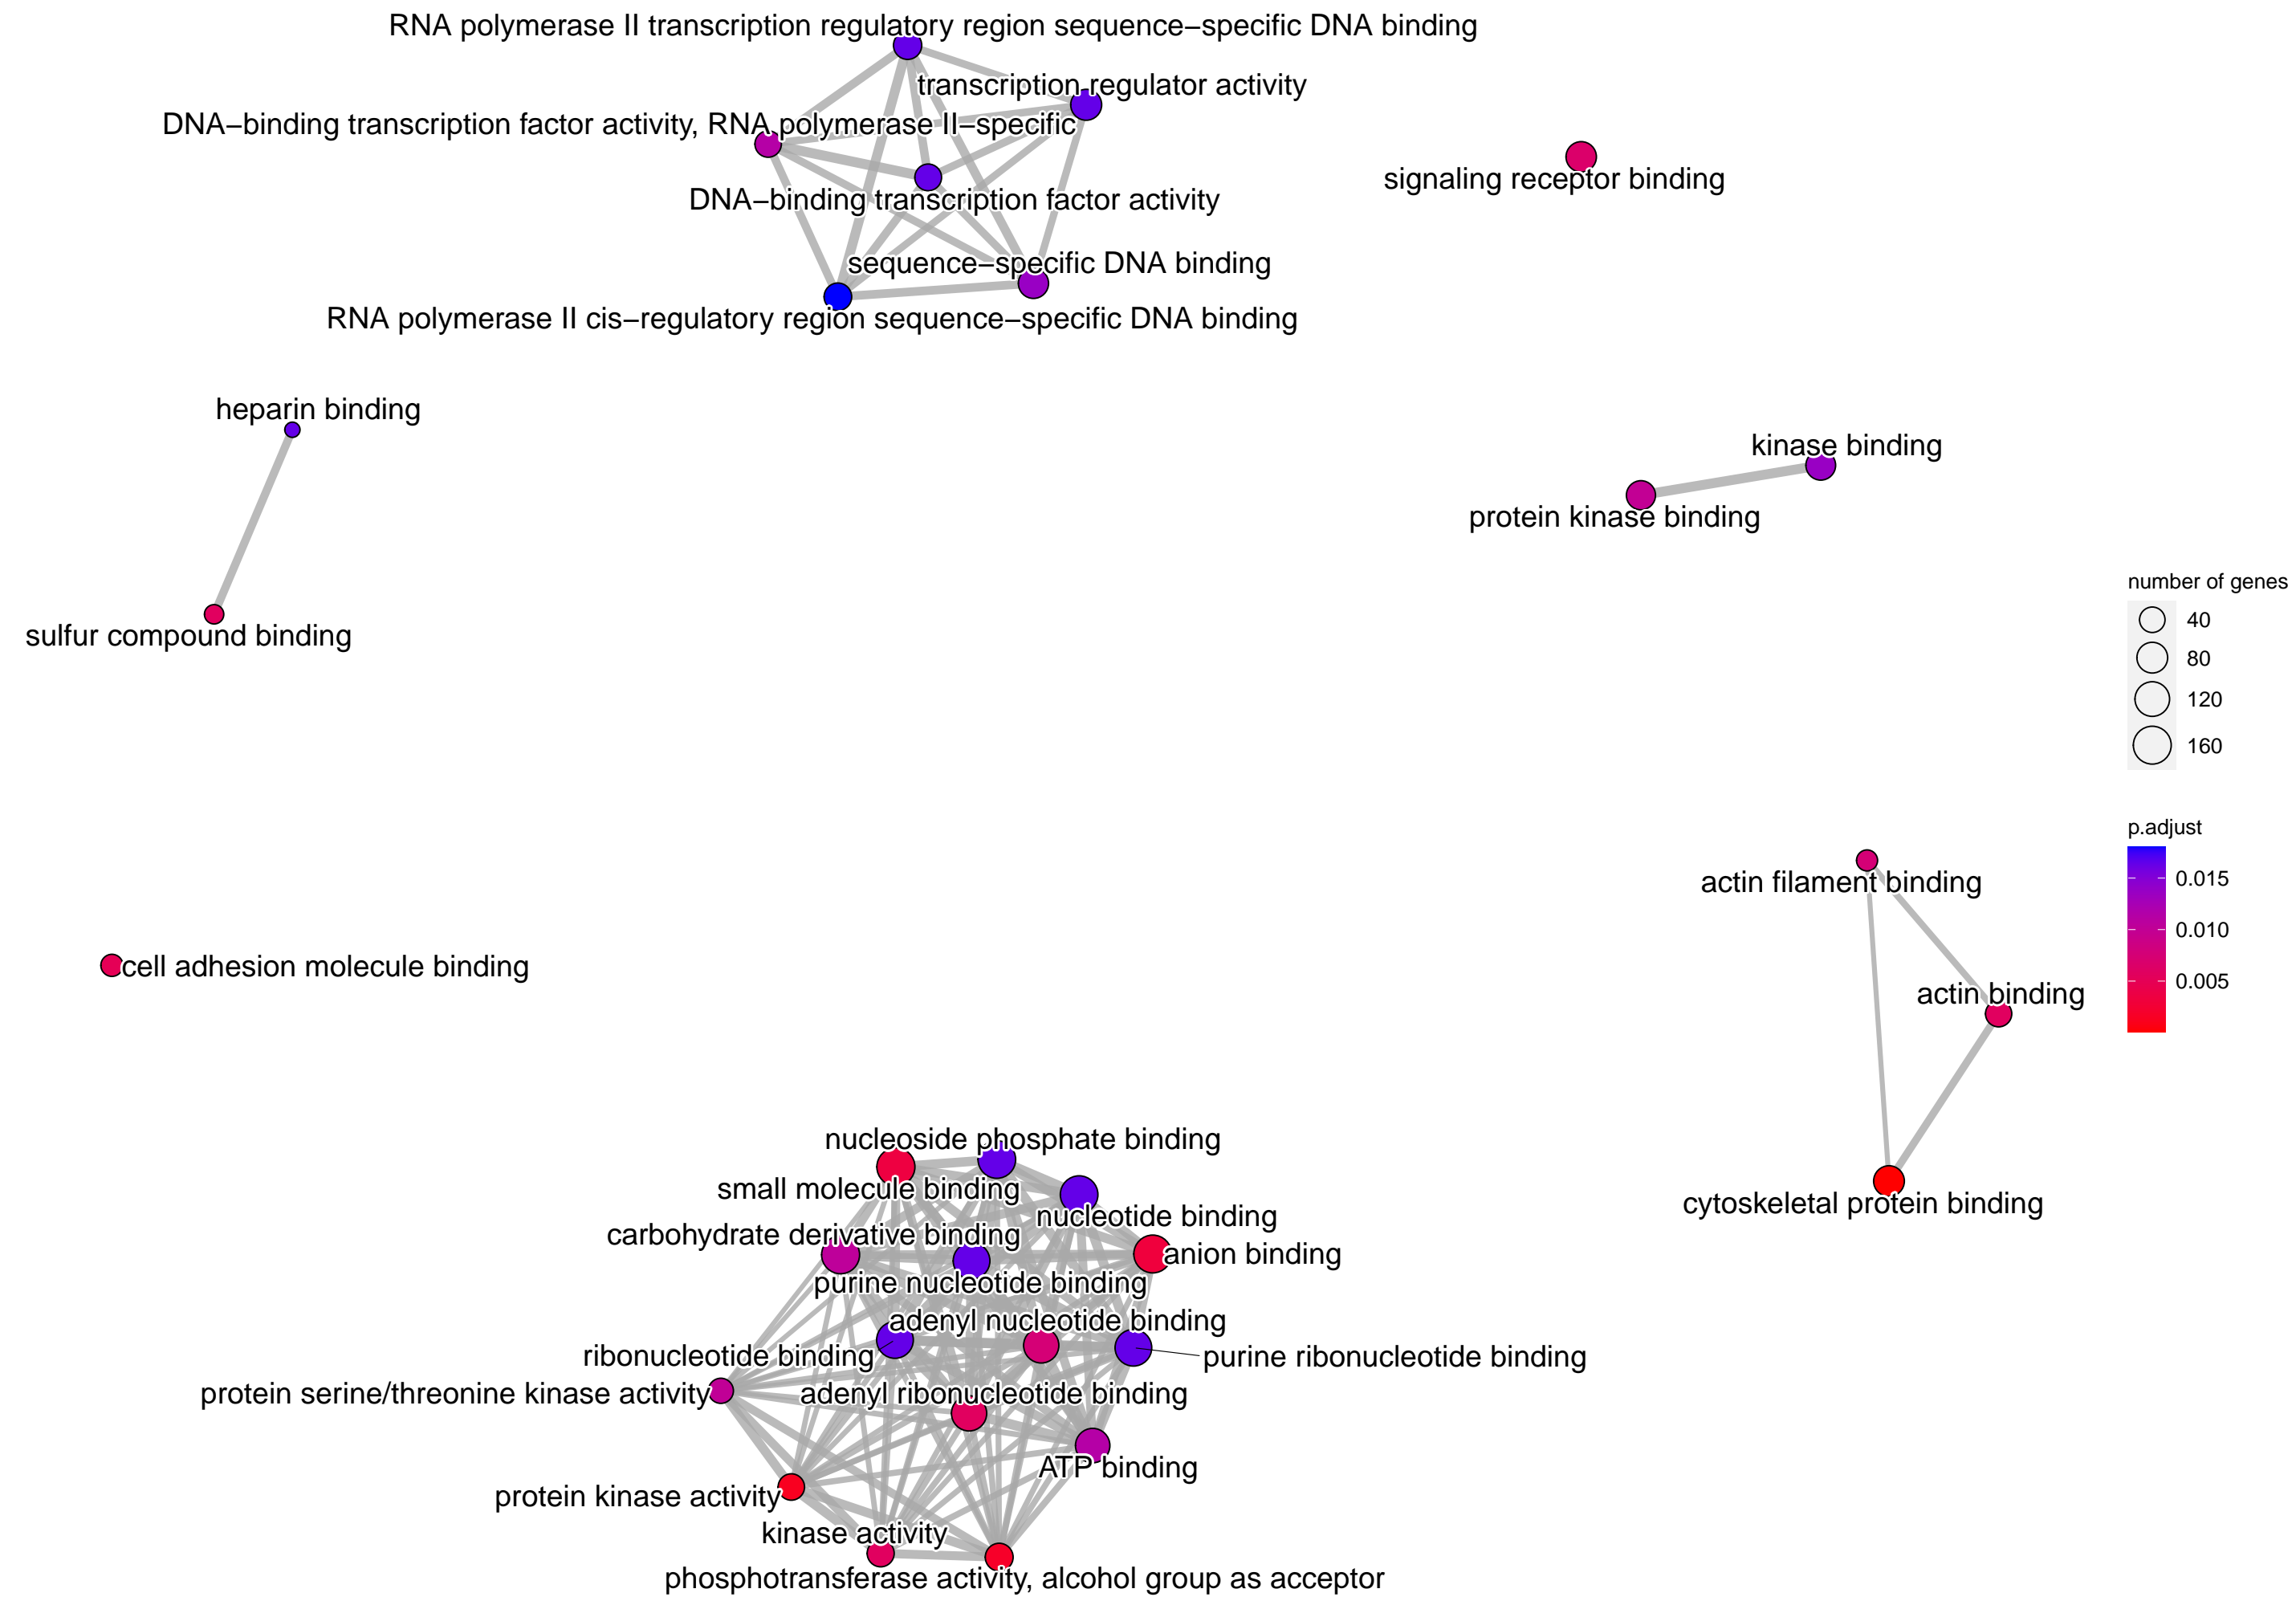 RNA polymerase II transcription regulatory region sequence−specific DNA binding
transcription regulator activity
DNA−binding transcription factor activity, RNA polymerase II−specific
signaling receptor binding
DNA−binding transcription factor activity
sequence−specific DNA binding
RNA polymerase II cis−regulatory region sequence−specific DNA binding
heparin binding
kinase binding
protein kinase binding
number of genes
40
sulfur compound binding
80
120
160
p.adjust
0.015
actin filament binding
0.010
cell adhesion molecule binding
0.005
actin binding
nucleoside phosphate binding
small molecule binding
cytoskeletal protein binding
nucleotide binding
carbohydrate derivative binding
anion binding
purine nucleotide binding
adenyl nucleotide binding
ribonucleotide binding
purine ribonucleotide binding
protein serine/threonine kinase activity
adenyl ribonucleotide binding
ATP binding
protein kinase activity
kinase activity
phosphotransferase activity, alcohol group as acceptor